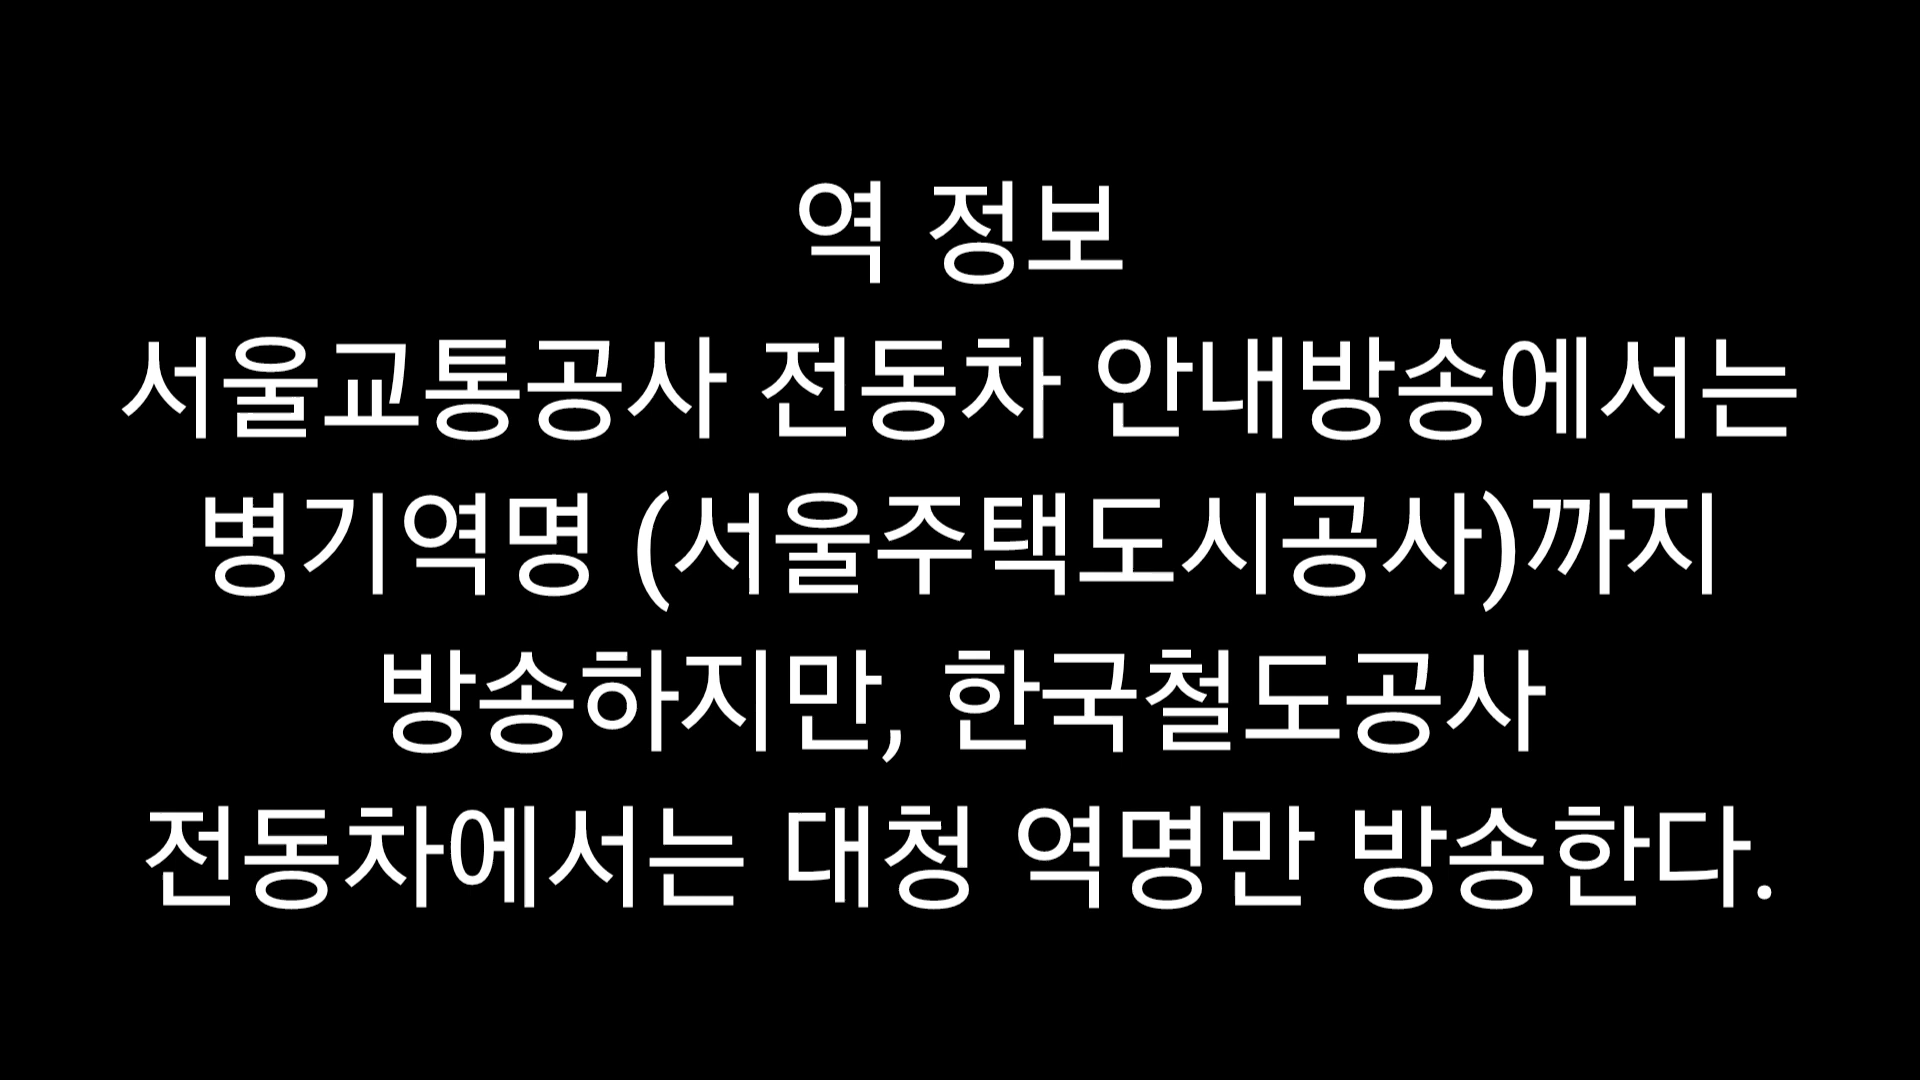 역 정보
서울교통공사 전동차 안내방송에서는
병기역명 (서울주택도시공사)까지
방송하지만, 한국철도공사
전동차에서는 대청 역명만 방송한다.